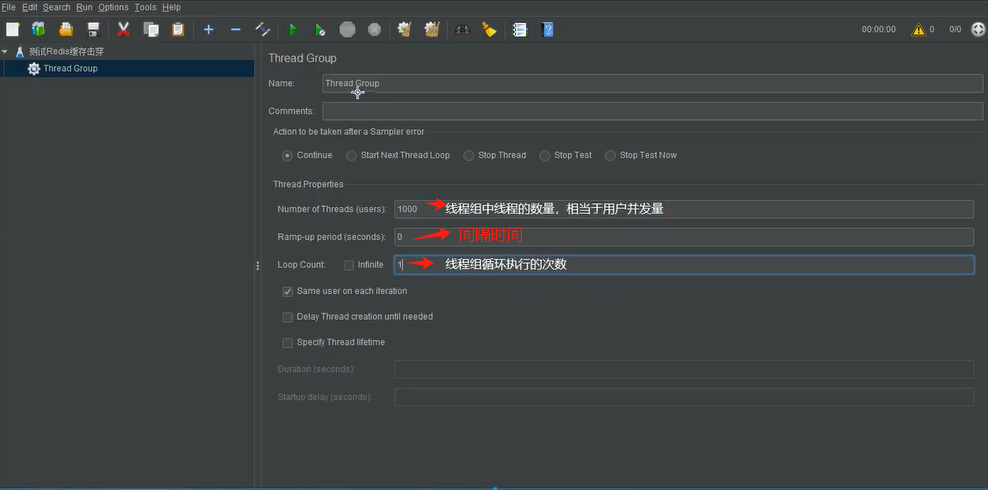 File Edit Search Run Options Tools Help
00:00:00 0 0/0
测试Redis缓存击穿
Thread Group
Thread Group
Name: Thread Group
Comments:
Action to be taken after a Sampler error
Continue Start Next Thread Loop Stop Thread Stop Test Stop Test Now
Thread Properties
Number of Threads (users): 1000 线程组中线程的数量，相当于用户并发量
Ramp-up period (seconds): 0 间隔时间
Loop Count: Infinite 1 线程组循环执行的次数
Same user on each iteration
Delay Thread creation until needed
Specify Thread lifetime
Duration (seconds):
Startup delay (seconds):